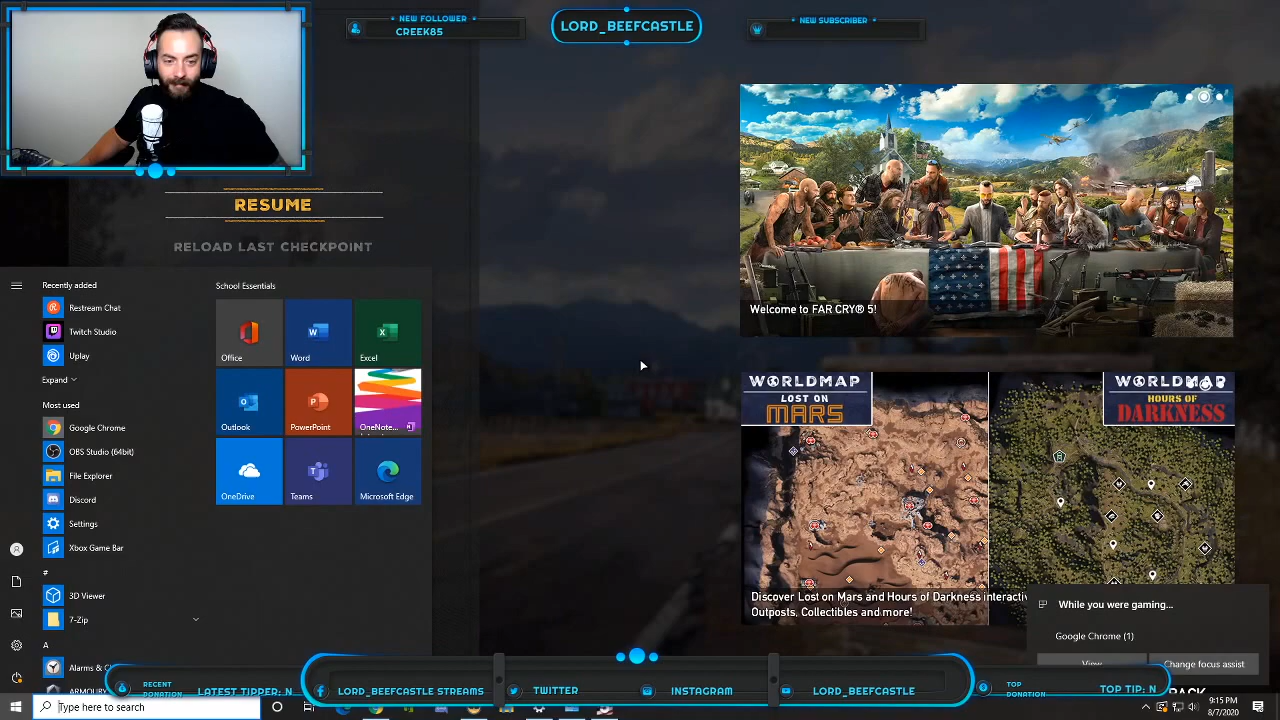 NEW FOLLOWER
CREEK85
LORD_BEEFCASTLE
NEW SUBSCRIBER
RESUME
RELOAD LAST CHECKPOINT
Recently added
Restream Chat
Twitch Studio
Uplay
Expand
Most used
Google Chrome
OBS Studio (64bit)
File Explorer
Discord
Settings
Xbox Game Bar
#
3D Viewer
7-Zip
A
Alarms & Cl
School Essentials
Office
Word
Excel
Outlook
PowerPoint
OneNote...
OneDrive
Teams
Microsoft Edge
Welcome to FAR CRY® 5!
WORLDMAP
LOST ON
MARS
HOURS OF
DARKNESS
Discover Lost on Mars and Hours of Darkness interactiv
Outposts, Collectibles and more!
While you were gaming...
Google Chrome (1)
View
Change focus assist
RECENT
DONATION
LATEST TIPPER: N
LORD_BEEFCASTLE STREAMS
TWITTER
INSTAGRAM
LORD_BEEFCASTLE
TOP
DONATION
TOP TIP: N
Type here to search
9:15 PM
8/7/2020